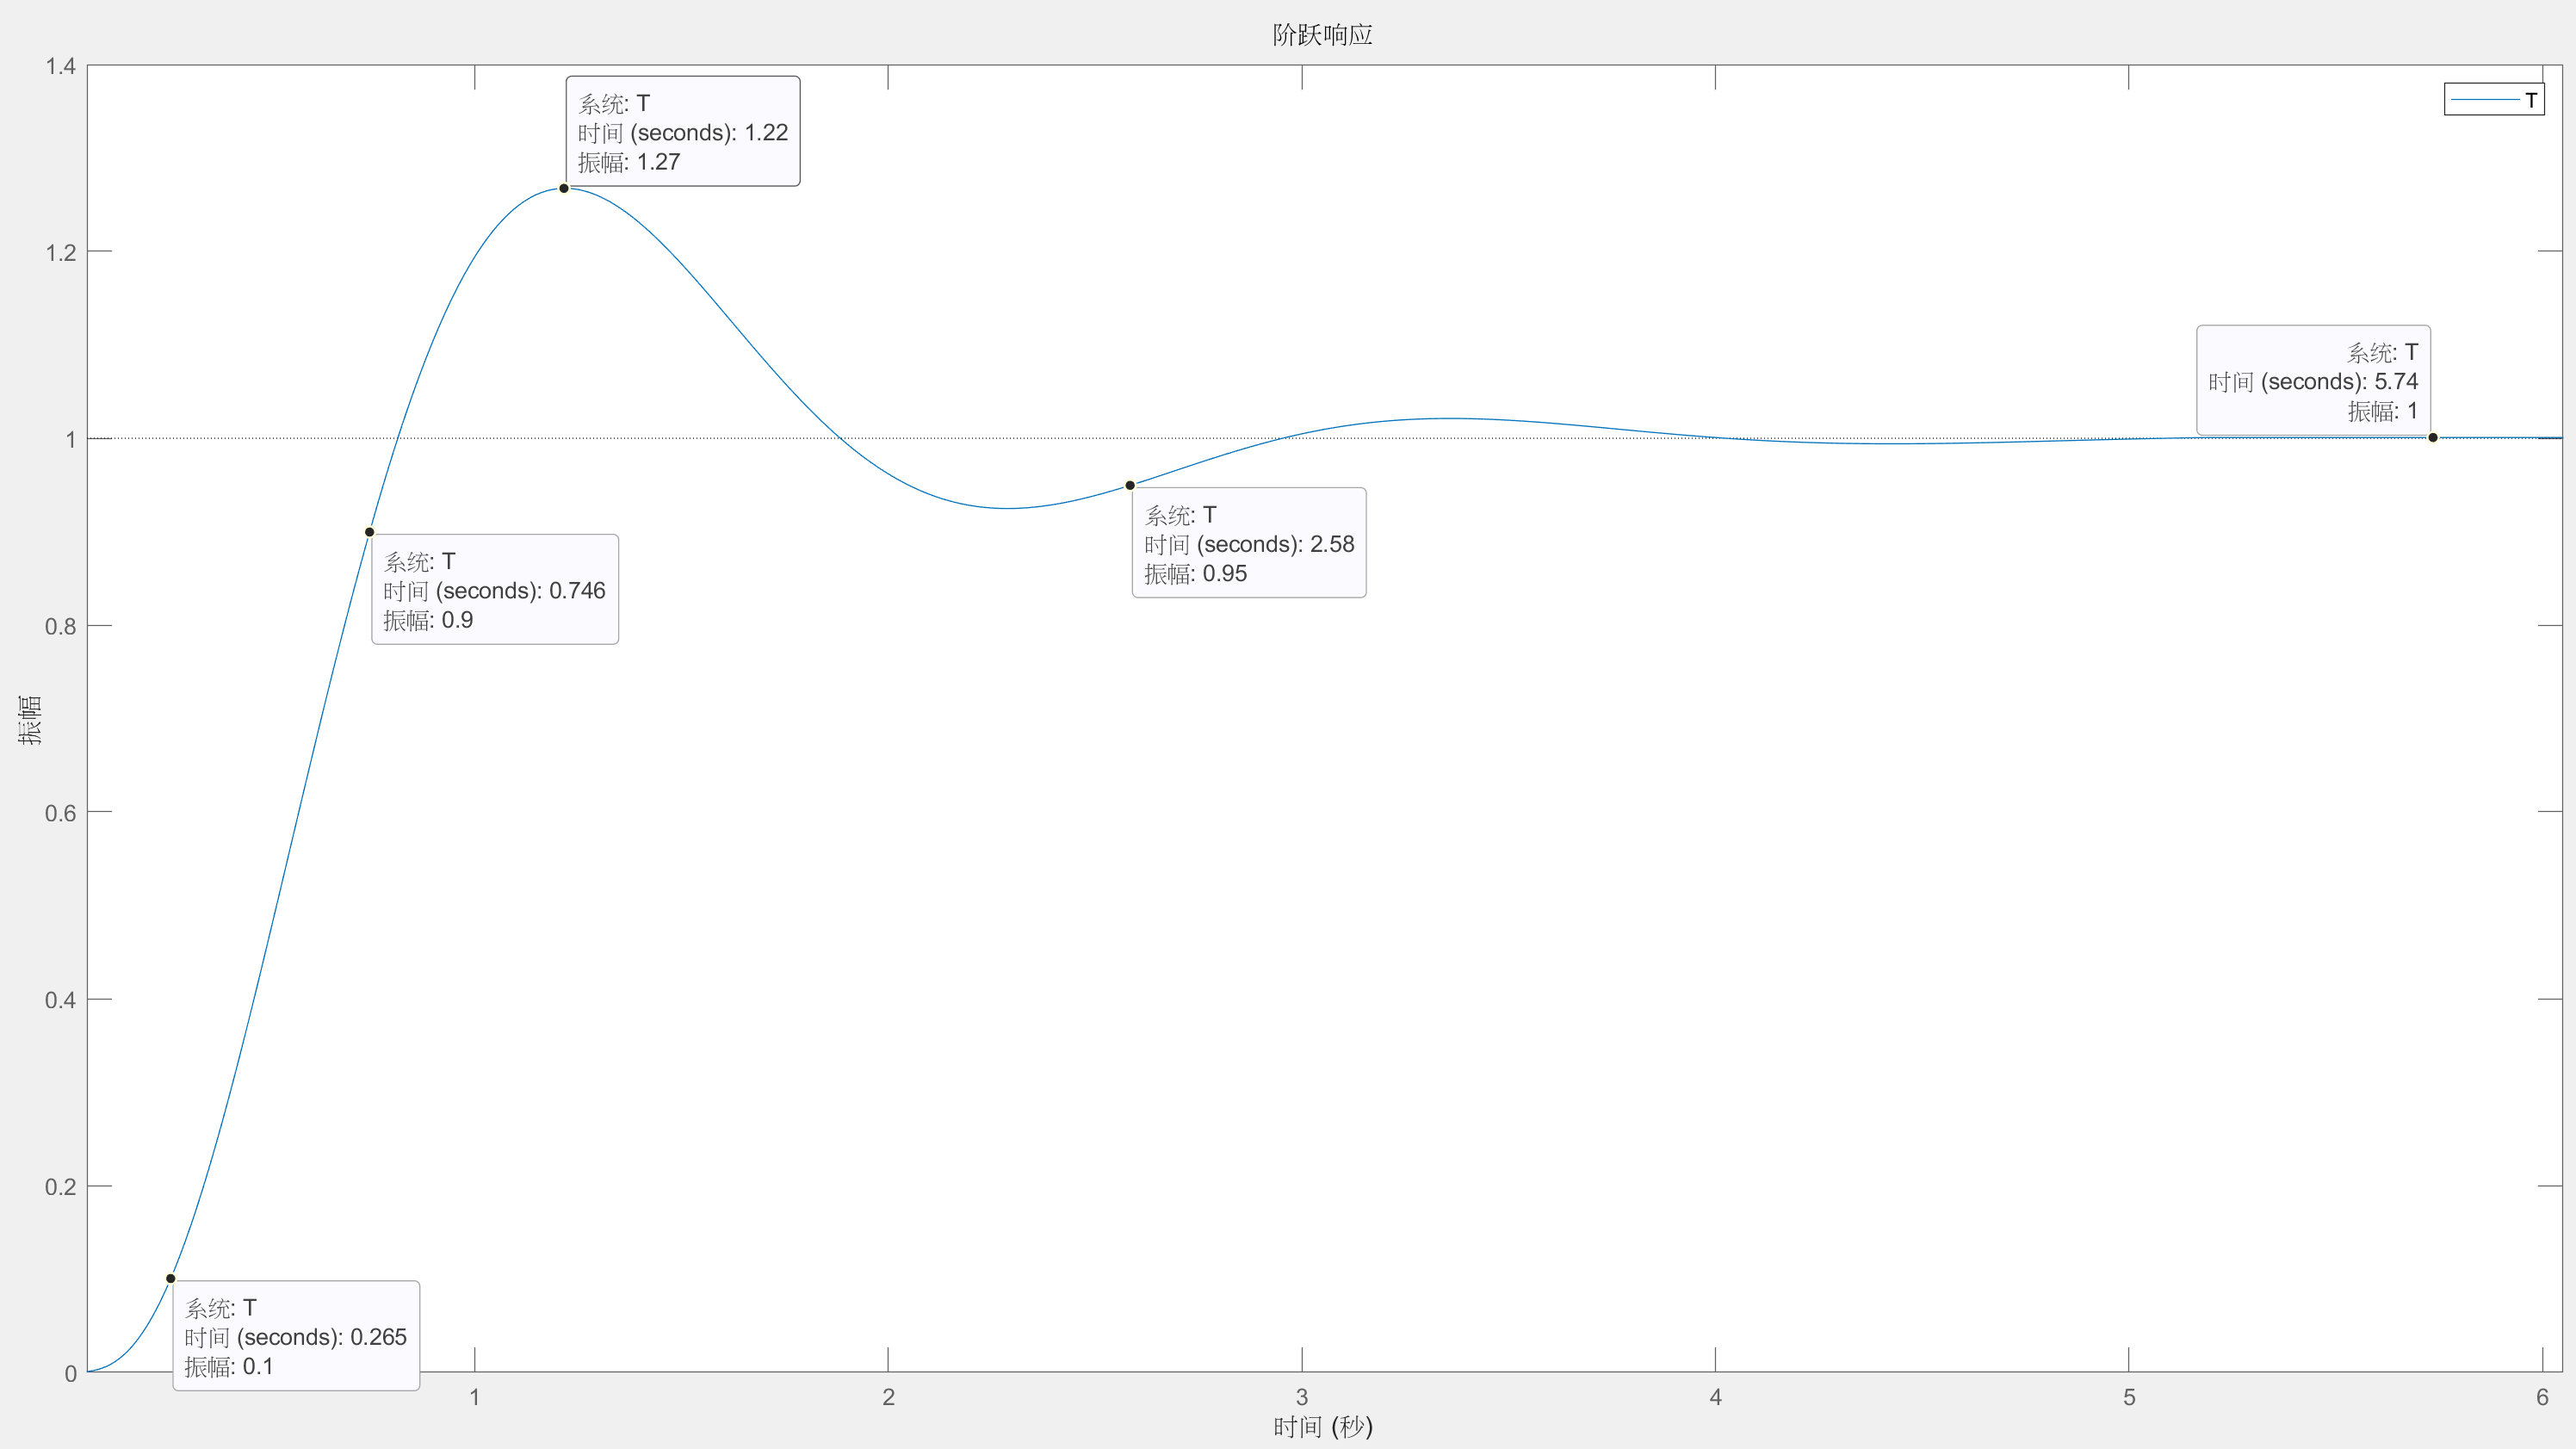 阶跃响应
1.4
1.2
1
0.8
0.6
0.4
0.2
0
振幅
系统: T
时间 (seconds): 1.22
振幅: 1.27
T
系统: T
时间 (seconds): 5.74
振幅: 1
系统: T
时间 (seconds): 2.58
振幅: 0.95
系统: T
时间 (seconds): 0.746
振幅: 0.9
系统: T
时间 (seconds): 0.265
振幅: 0.1
1
2
3
4
5
6
时间 (秒)